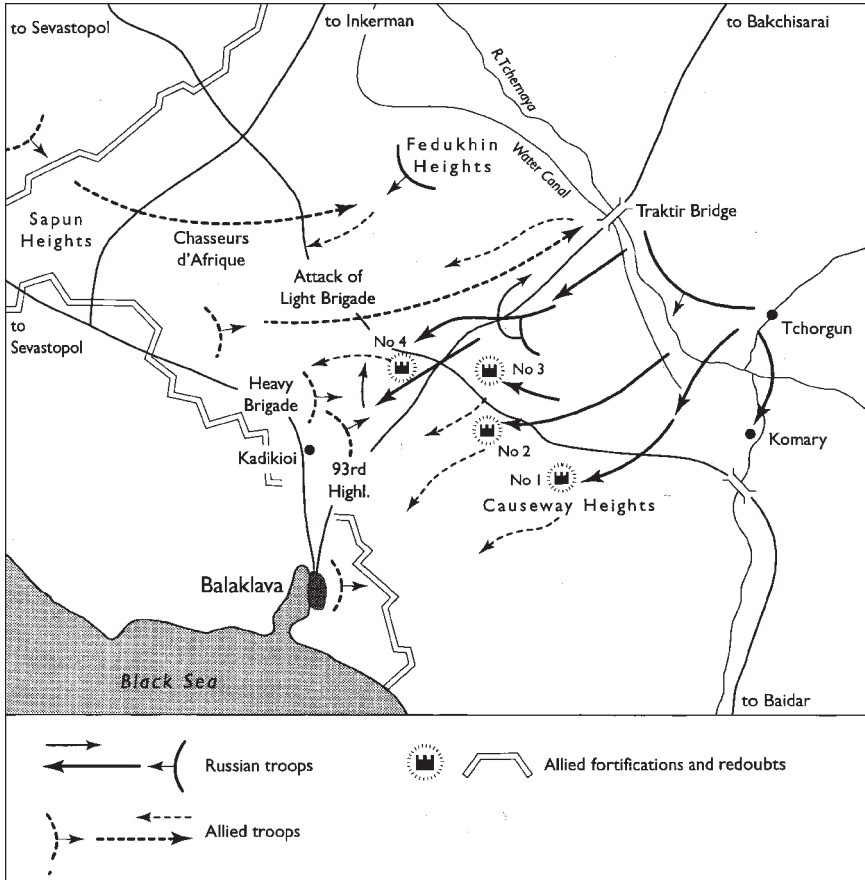 to Sevastopol
to Inkerman
to Bakchisarai
R.Tchernaya
Fedukhin
Heights
Water Canal
Traktir Bridge
Sapun
Heights
Chasseurs
d'Afrique
Attack of
Light Brigade
to
Sevastopol
Tchorgun
No 4
No 3
Heavy
Brigade
Komary
Kadikioi
93rd
Highl.
No 2
No 1
Causeway Heights
Balaklava
Black Sea
to Baidar
Russian troops
Allied fortifications and redoubts
Allied troops